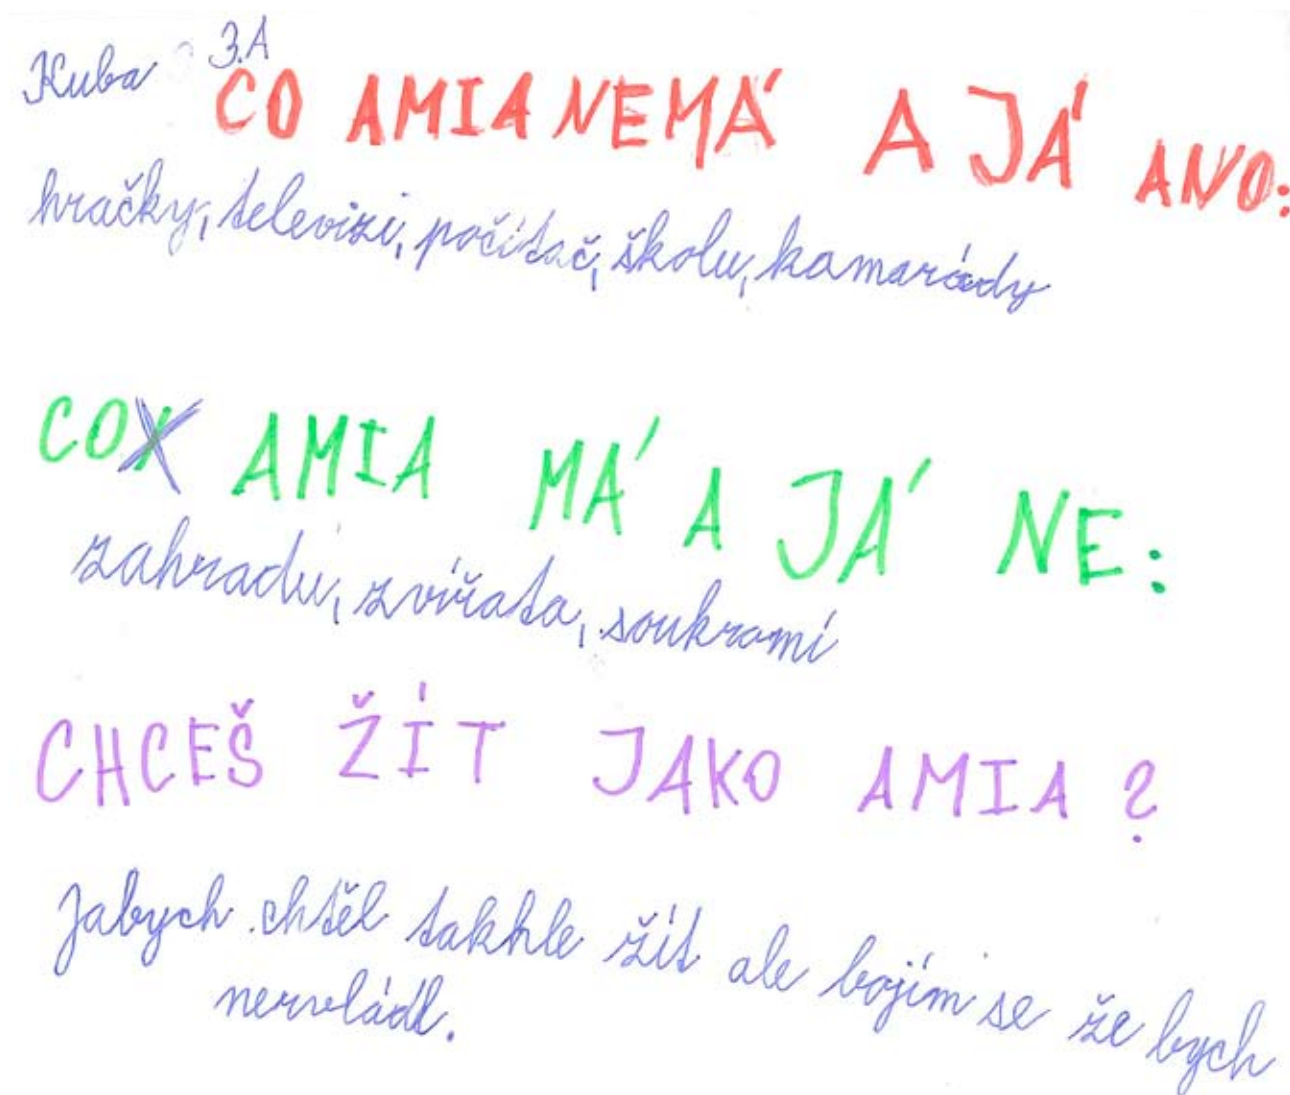 Kuba 3.A
CO AMIA NEMÁ A JÁ ANO:
hračky, televizi, počítač, školu, kamarády
CO AMIA MÁ A JÁ NE:
zahradu, zvířata, soukromí
CHCEŠ ŽÍT JAKO AMIA?
Jabych chtěl takhle žít ale bojím se že bych
nezvládl.